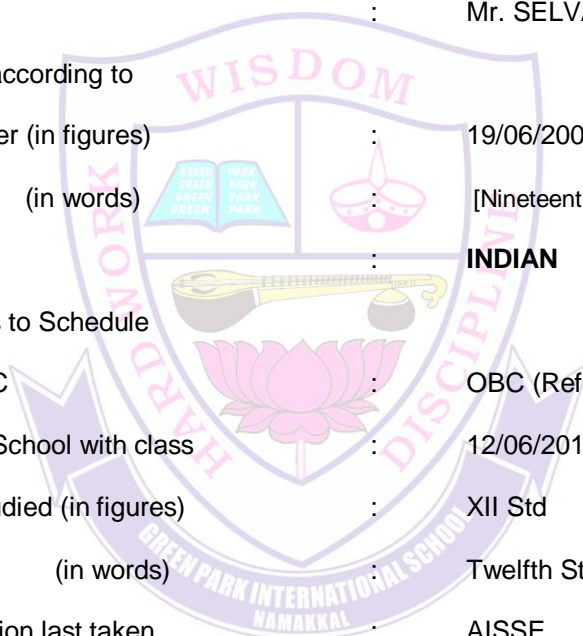 : Mr. SELVA
according to
er (in figures) : 19/06/200
(in words) : [Nineteent
: INDIAN
s to Schedule
C : OBC (Ref
School with class : 12/06/201
udied (in figures) : XII Std
(in words) : Twelfth St
ion last taken : AISSE
WISDOM
HARD WORK
DISCIPLINE
GREEN PARK
GREEN PARK
GREEN PARK
GREEN PARK
GREEN PARK INTERNATIONAL SCHOOL
NAMAKKAL